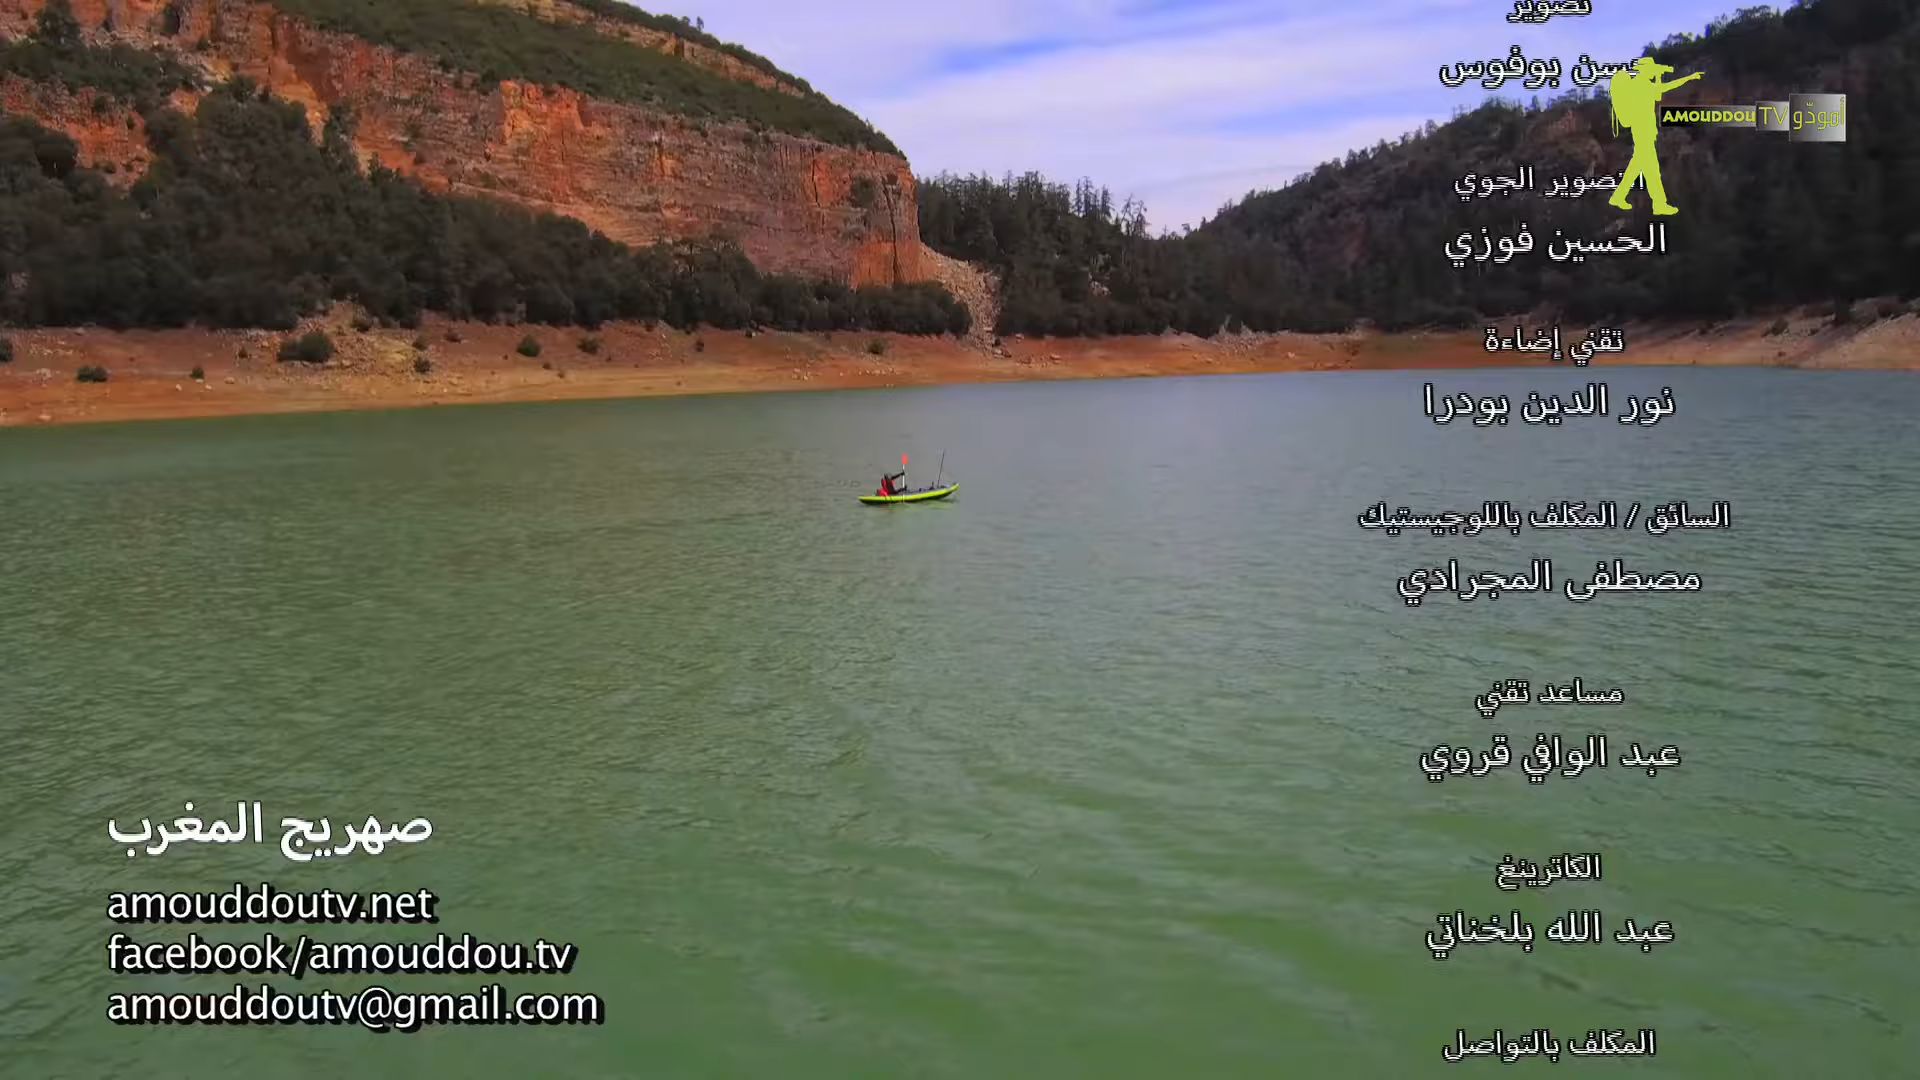 تصوير
حسن بوفوس
AMOUDDOU TV أمودّو
التصوير الجوي
الحسين فوزي
تقني إضاءة
نور الدين بودرا
السائق / المكلف باللوجيستيك
مصطفى المجرادي
مساعد تقني
عبد الوافي قروي
الكاترينغ
عبد الله بلخناتي
المكلف بالتواصل
صهريج المغرب
amouddoutv.net
facebook/amouddou.tv
amouddoutv@gmail.com